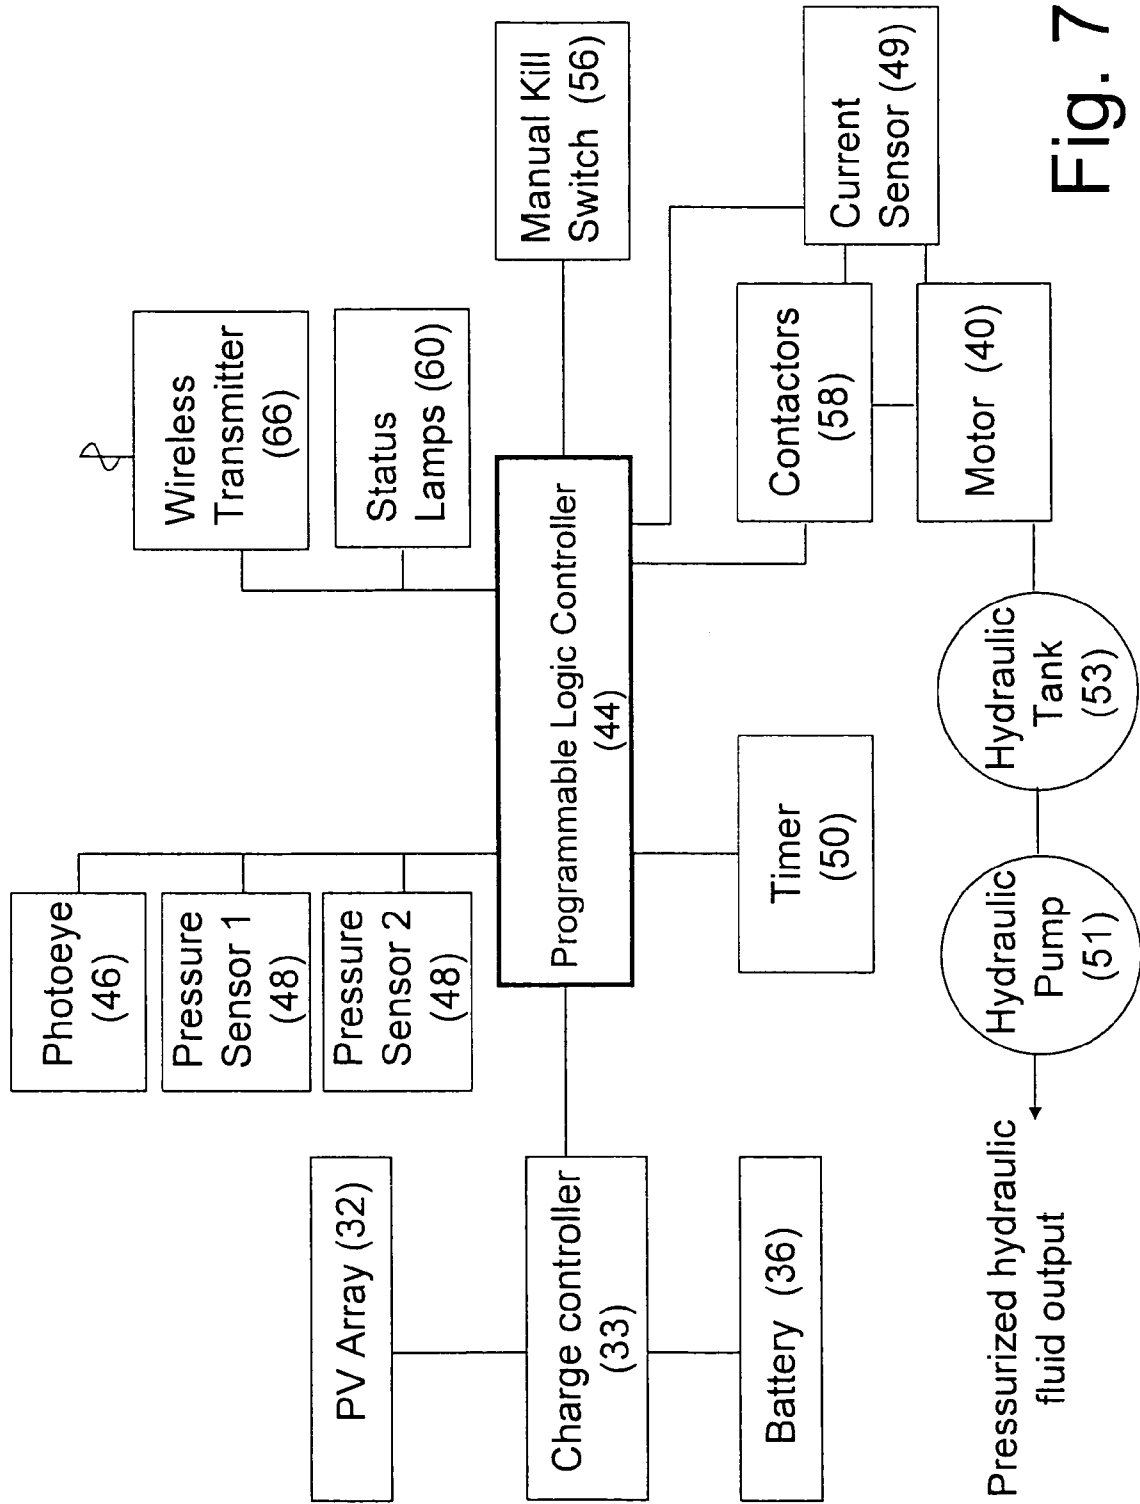 PV Array (32)
Charge controller
(33)
Battery (36)
Photoeye
(46)
Pressure
Sensor 1
(48)
Pressure
Sensor 2
(48)
Programmable Logic Controller
(44)
Timer
(50)
Wireless
Transmitter
(66)
Status
Lamps (60)
Manual Kill
Switch (56)
Contactors
(58)
Current
Sensor (49)
Motor (40)
Hydraulic
Tank
(53)
Hydraulic
Pump
(51)
Pressurized hydraulic
fluid output
Fig. 7